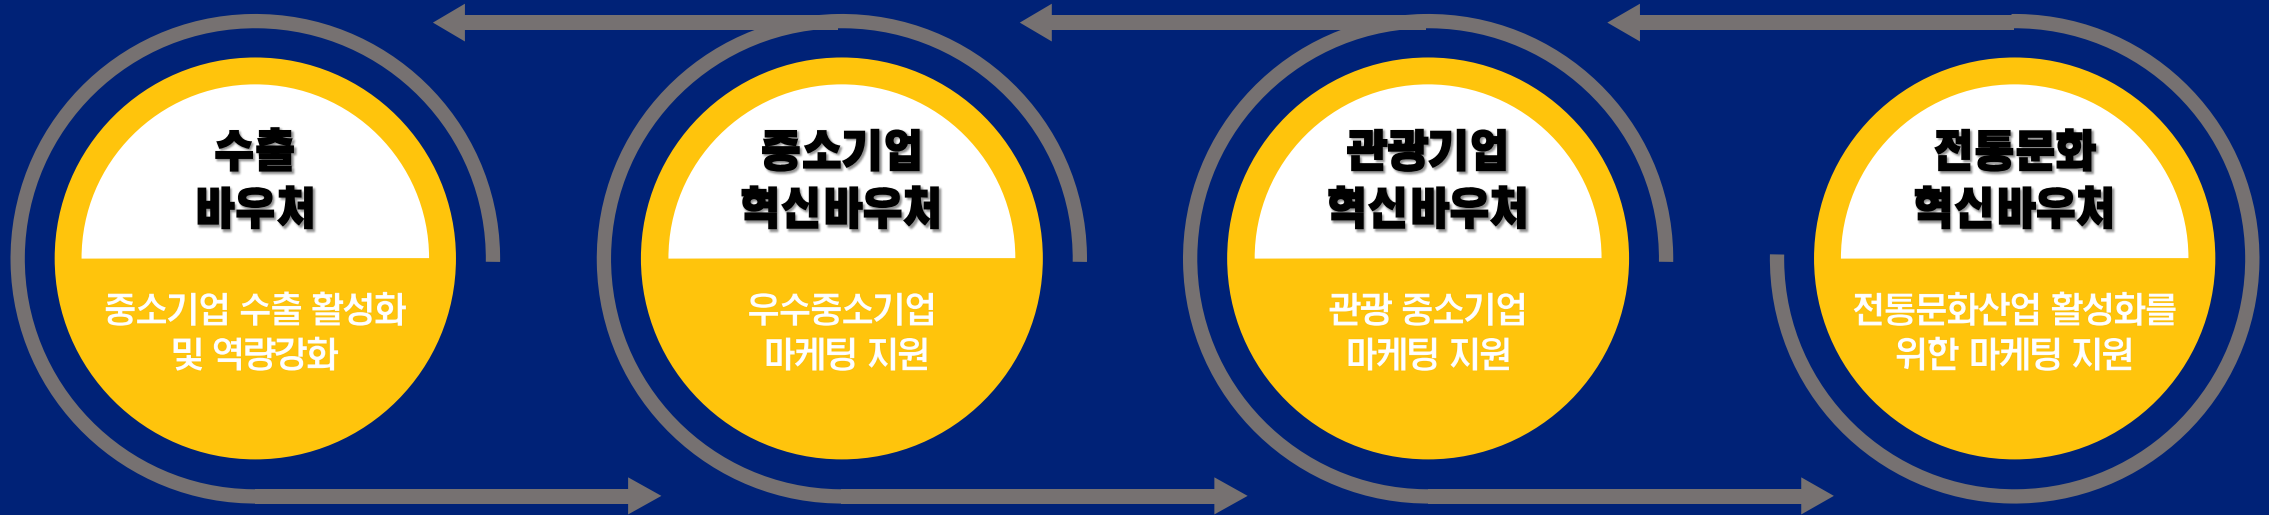 수출
바우처
중소기업 수출 활성화
및 역량강화
중소기업
혁신바우처
우수중소기업
마케팅 지원
관광기업
혁신바우처
관광 중소기업
마케팅 지원
전통문화
혁신바우처
전통문화산업 활성화를
위한 마케팅 지원